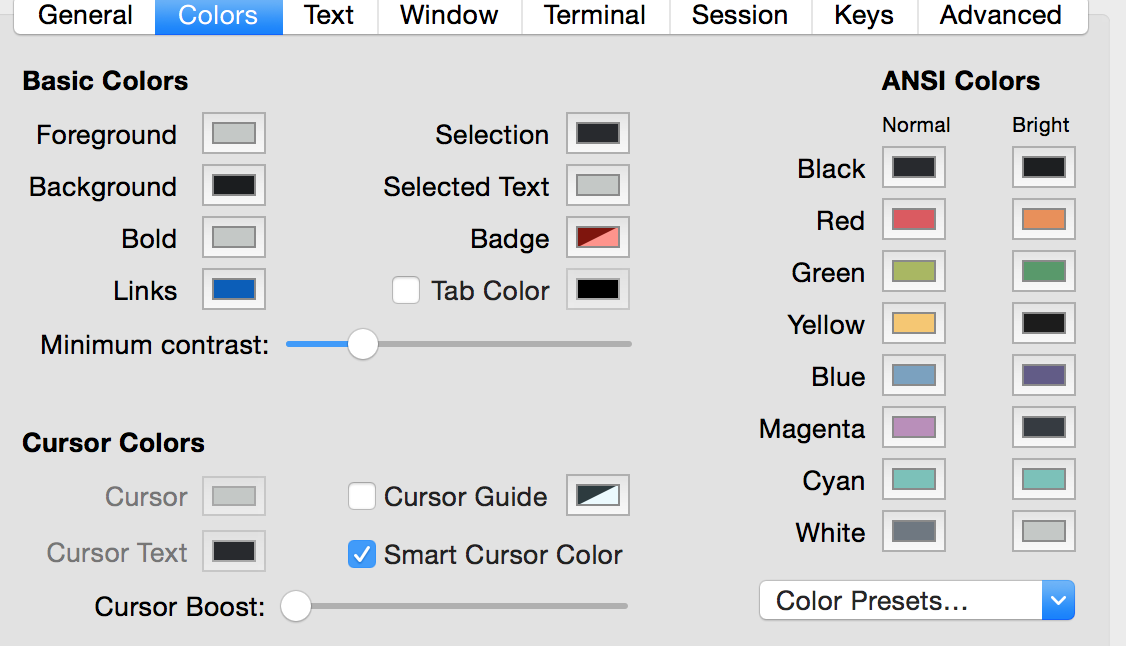 General Colors Text Window Terminal Session Keys Advanced
Basic Colors
Foreground
Selection
Background
Selected Text
Bold
Badge
Links
Tab Color
Minimum contrast:
Cursor Colors
Cursor
Cursor Guide
Cursor Text
Smart Cursor Color
Cursor Boost:
ANSI Colors
Normal Bright
Black
Red
Green
Yellow
Blue
Magenta
Cyan
White
Color Presets...